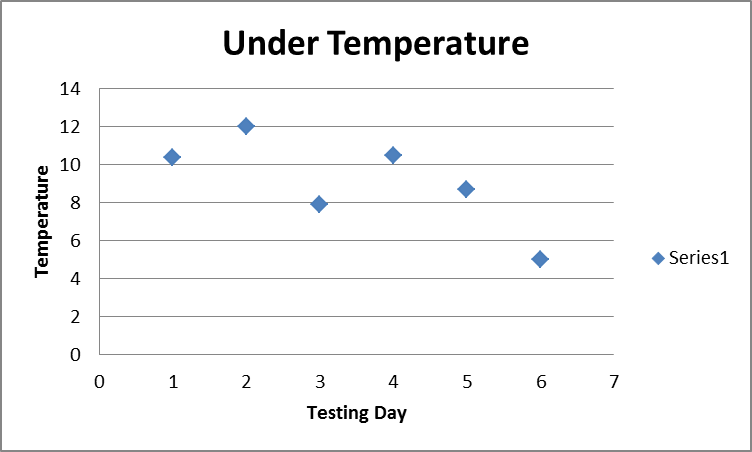 Under Temperature
14
12
10
8
6
4
2
0
Temperature
0 1 2 3 4 5 6 7
Testing Day
Series1